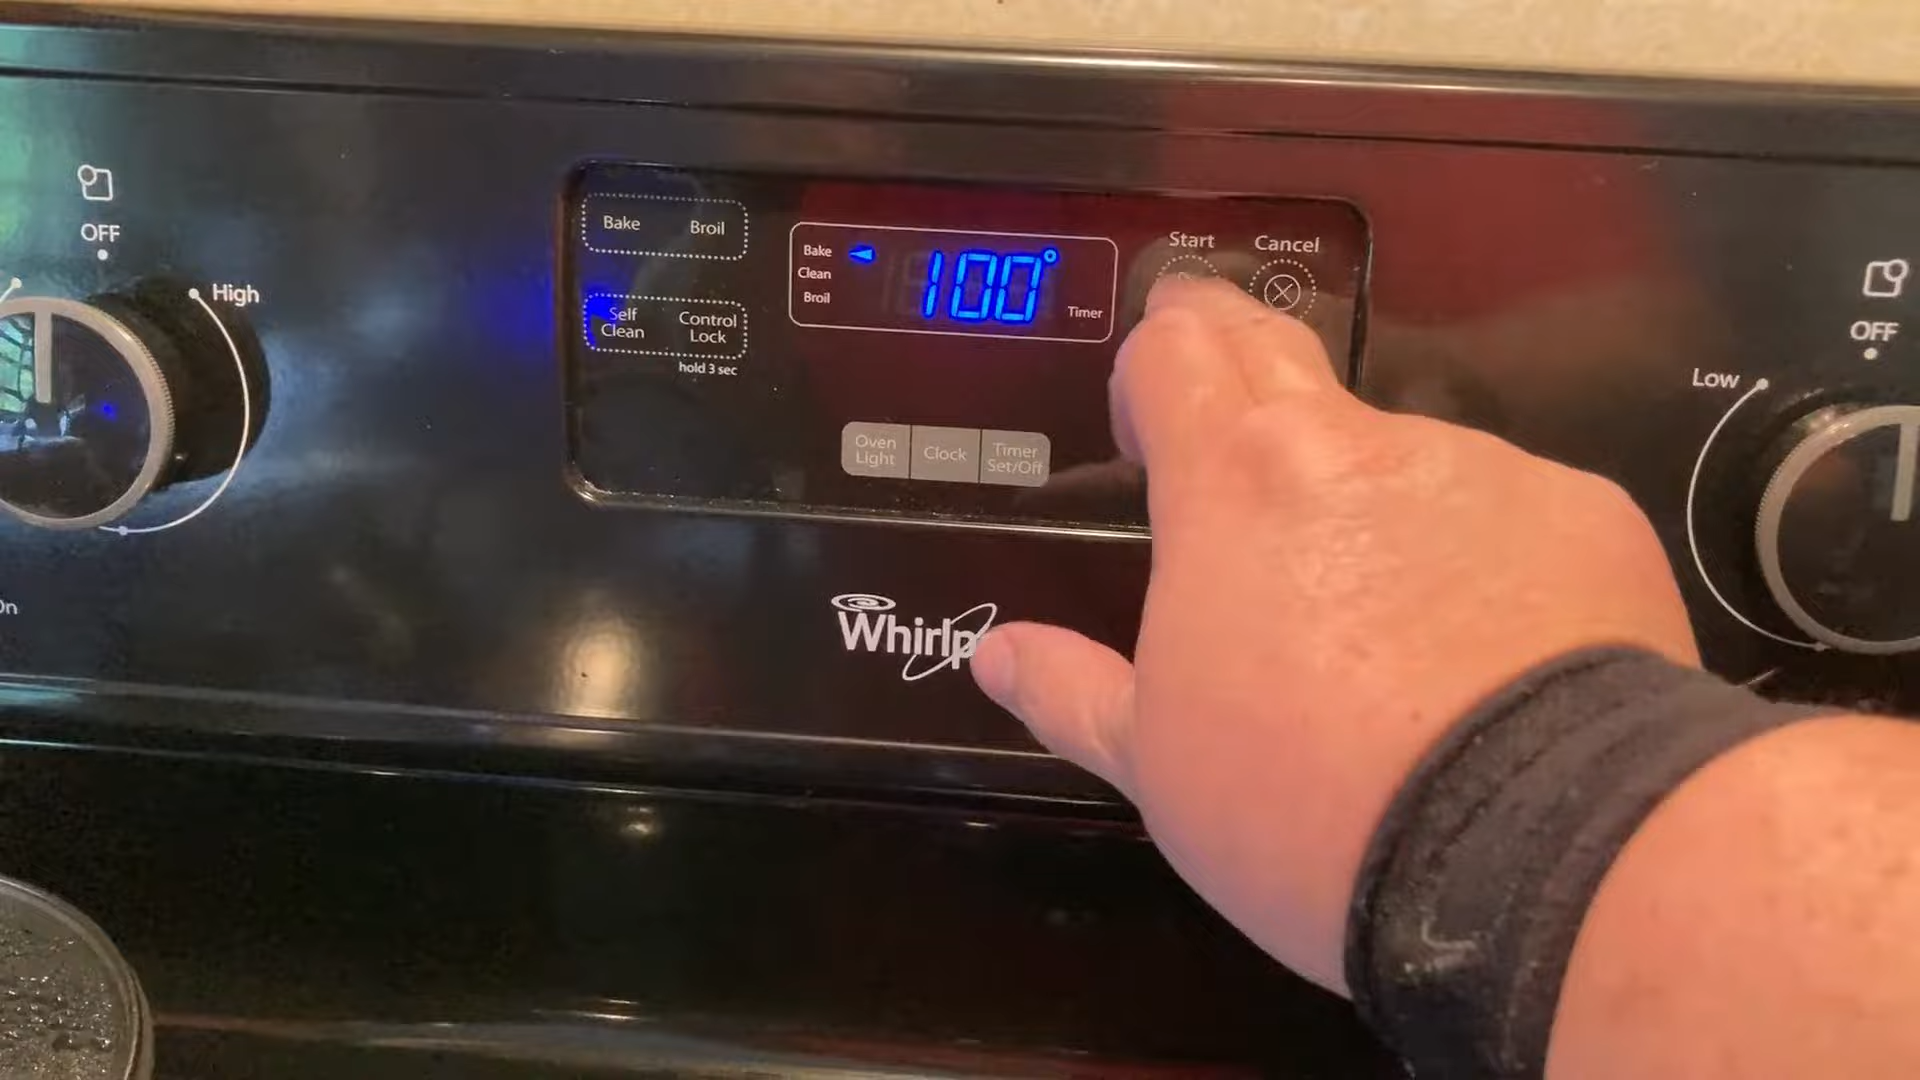 OFF
High
Bake Broil
Self Clean
Control Lock
hold 3 sec
Bake
Clean
Broil
100°
Timer
Start Cancel
Oven Light
Clock
Timer Set/Off
Whirlp
Low
OFF
On